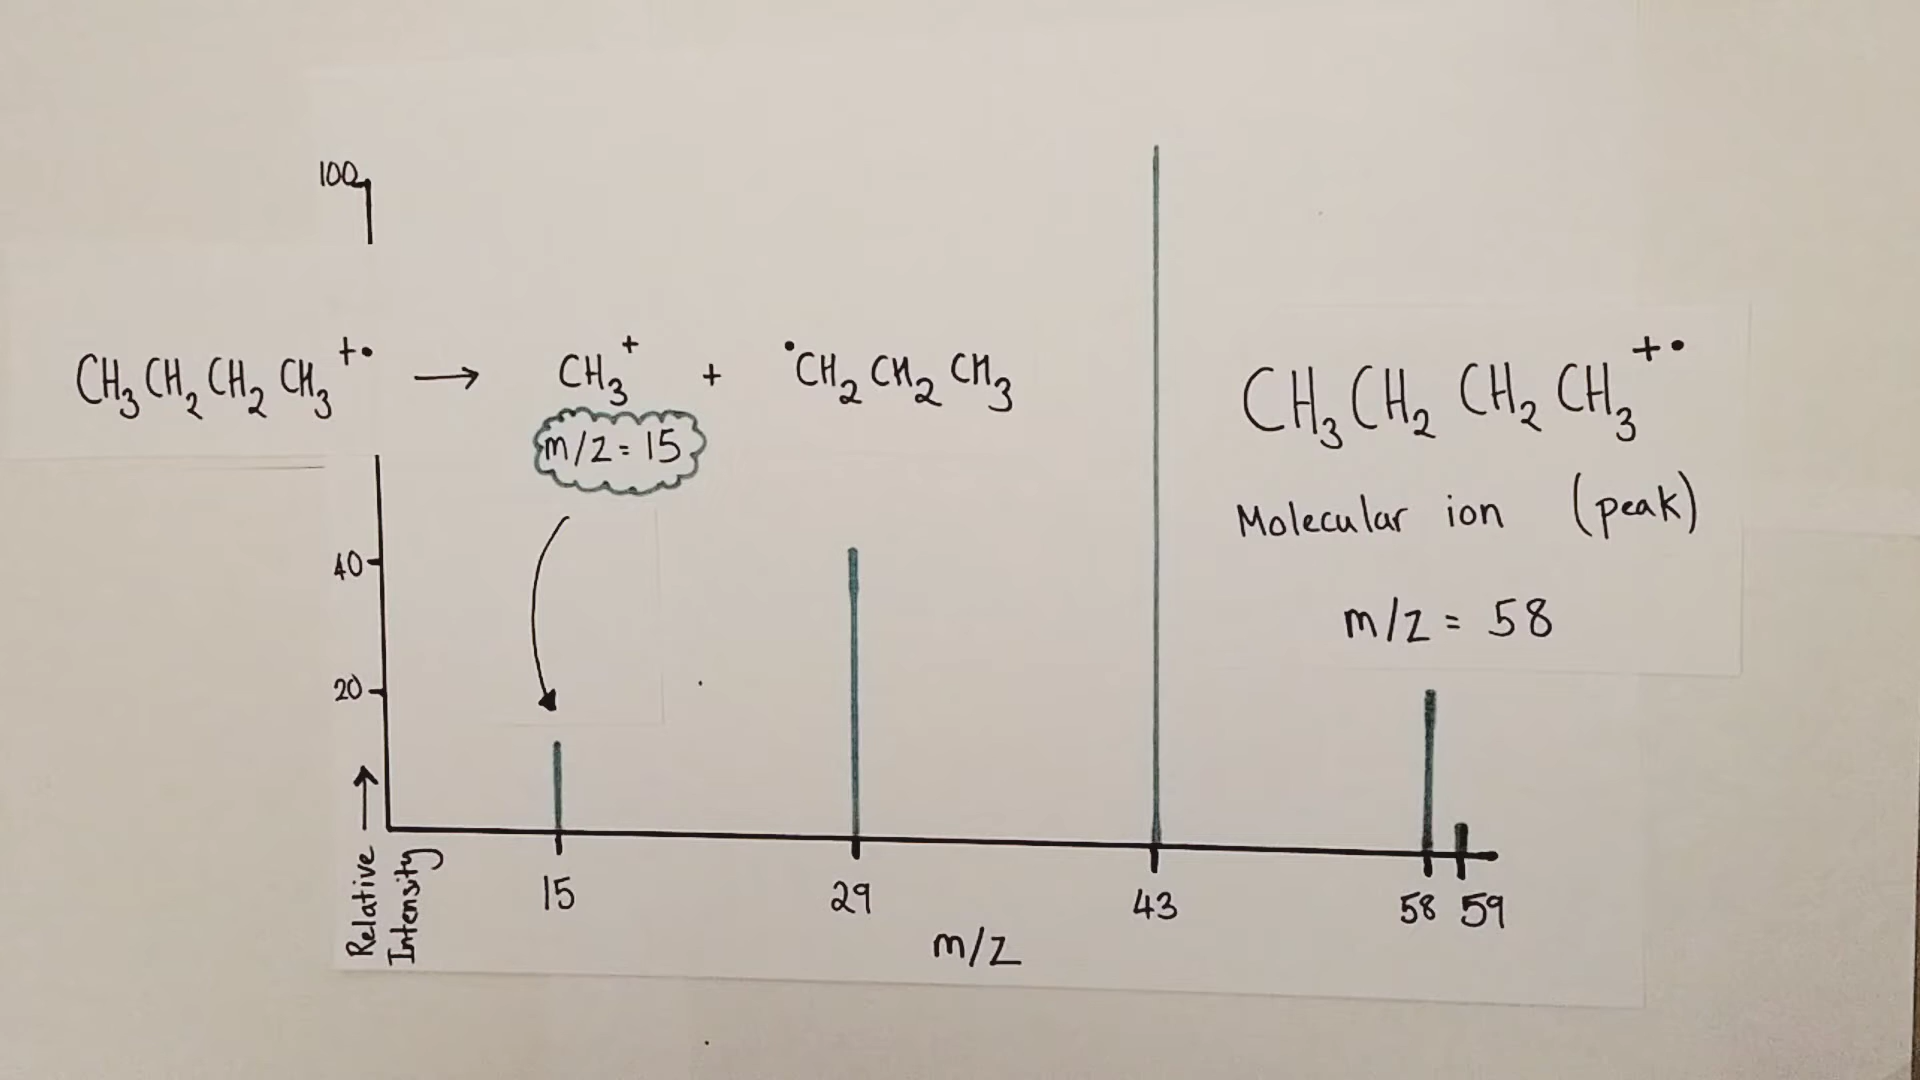 100
CH₃CH₂CH₂CH₃⁺• → CH₃⁺ + •CH₂CH₂CH₃
m/z = 15
CH₃CH₂CH₂CH₃⁺•
Molecular ion (peak)
m/z = 58
40
20
Relative
Intensity
15 29 43 58 59
m/z